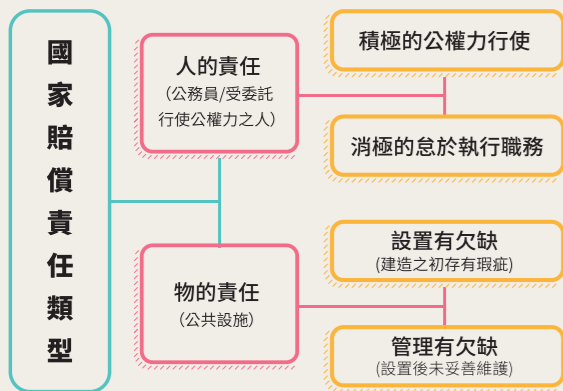 國家賠償責任類型
人的責任
（公務員/受委託
行使公權力之人）
積極的公權力行使
消極的怠於執行職務
物的責任
（公共設施）
設置有欠缺
(建造之初存有瑕疵)
管理有欠缺
(設置後未妥善維護)